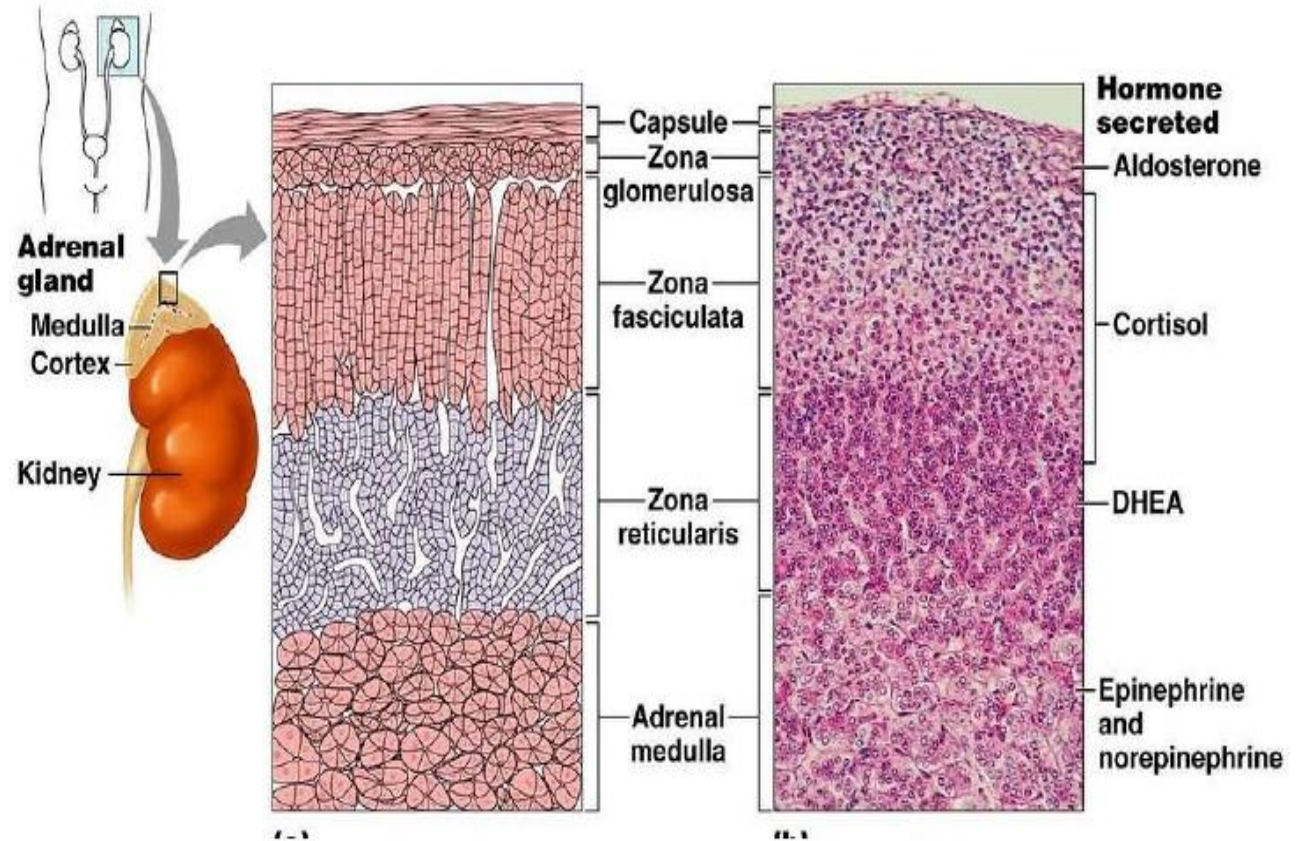 Adrenal
gland
Medulla
Cortex
Kidney
Capsule
Zona
glomerulosa
Zona
fasciculata
Zona
reticularis
Adrenal
medulla
Hormone
secreted
Aldosterone
Cortisol
DHEA
Epinephrine
and
norepinephrine